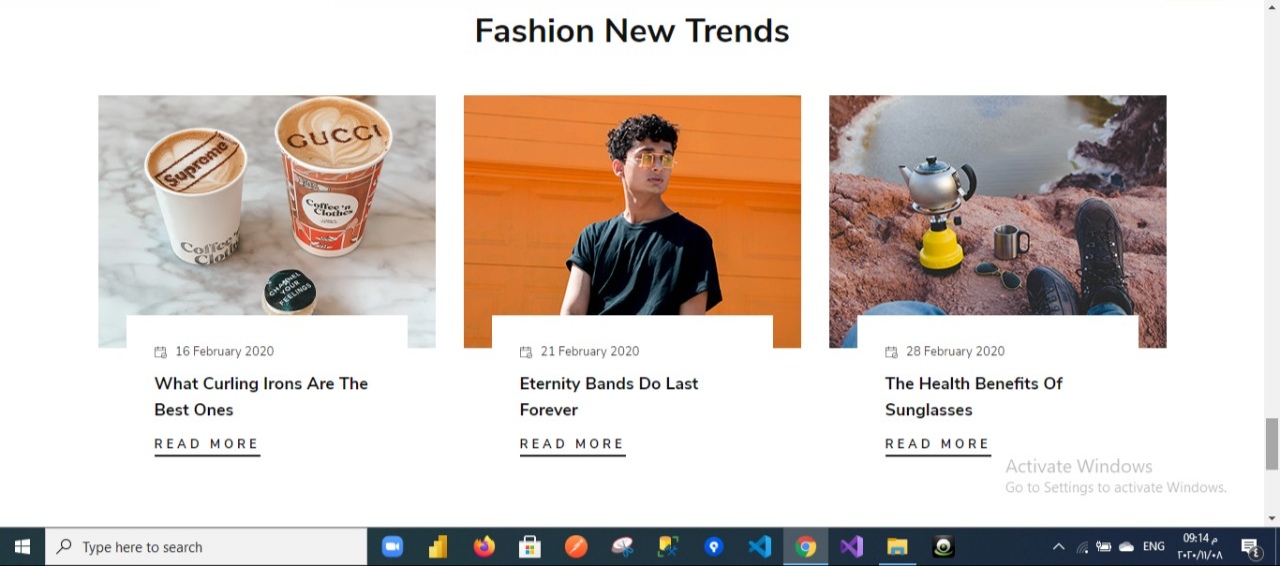 Fashion New Trends
Supreme
GUCCI
Coffee 'n
Clothes
Coffee 'n
CHANNEL
YOUR
FEELINGS
16 February 2020
What Curling Irons Are The
Best Ones
READ MORE
21 February 2020
Eternity Bands Do Last
Forever
READ MORE
28 February 2020
The Health Benefits Of
Sunglasses
READ MORE
Activate Windows
Go to Settings to activate Windows.
Type here to search
ENG
09:14 م
٢٠٢٠/١١/٠٨